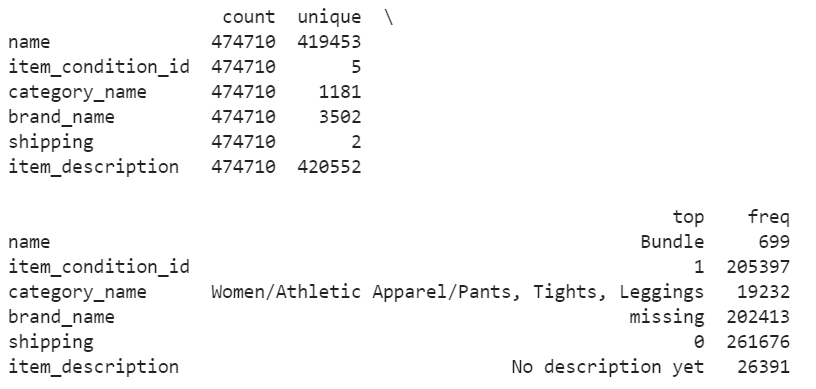 count  unique  \
name               474710  419453
item_condition_id  474710       5
category_name      474710    1181
brand_name         474710    3502
shipping           474710       2
item_description   474710  420552

                                                             top    freq
name                                                      Bundle     699
item_condition_id                                              1  205397
category_name      Women/Athletic Apparel/Pants, Tights, Leggings   19232
brand_name                                               missing  202413
shipping                                                       0  261676
item_description                              No description yet   26391